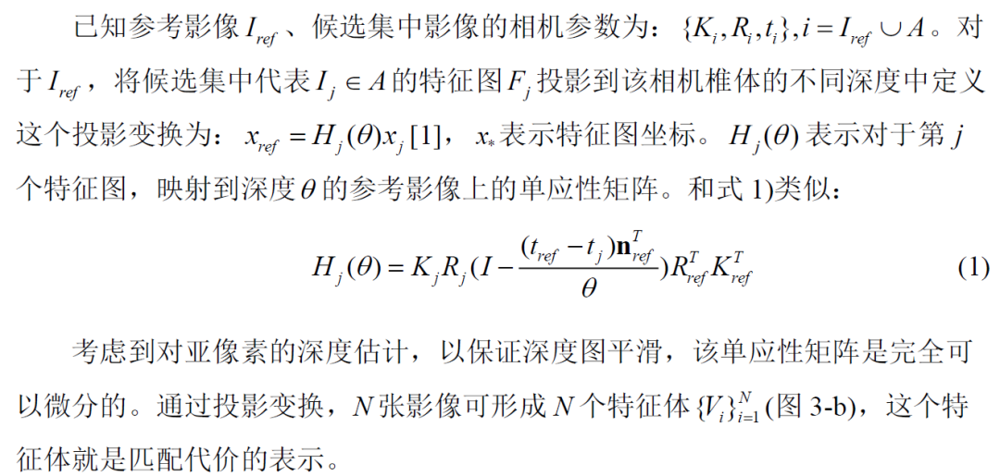 已知参考影像 I_{ref} 、候选集中影像的相机参数为：{K_i, R_i, t_i}, i = I_{ref} ∪ A 。对
于 I_{ref} ，将候选集中代表 I_j ∈ A 的特征图 F_j 投影到该相机椎体的不同深度中定义
这个投影变换为：x_{ref} = H_j(θ)x_j [1]，x_* 表示特征图坐标。H_j(θ) 表示对于第 j
个特征图，映射到深度 θ 的参考影像上的单应性矩阵。和式 1)类似：
H_j(θ) = K_j R_j (I − \frac{(t_{ref} − t_j)\mathbf{n}_{ref}^T}{θ}) R_{ref}^T K_{ref}^T (1)
考虑到对亚像素的深度估计，以保证深度图平滑，该单应性矩阵是完全可
以微分的。通过投影变换，N 张影像可形成 N 个特征体 {V_i}_{i=1}^N (图 3-b)，这个特
征体就是匹配代价的表示。